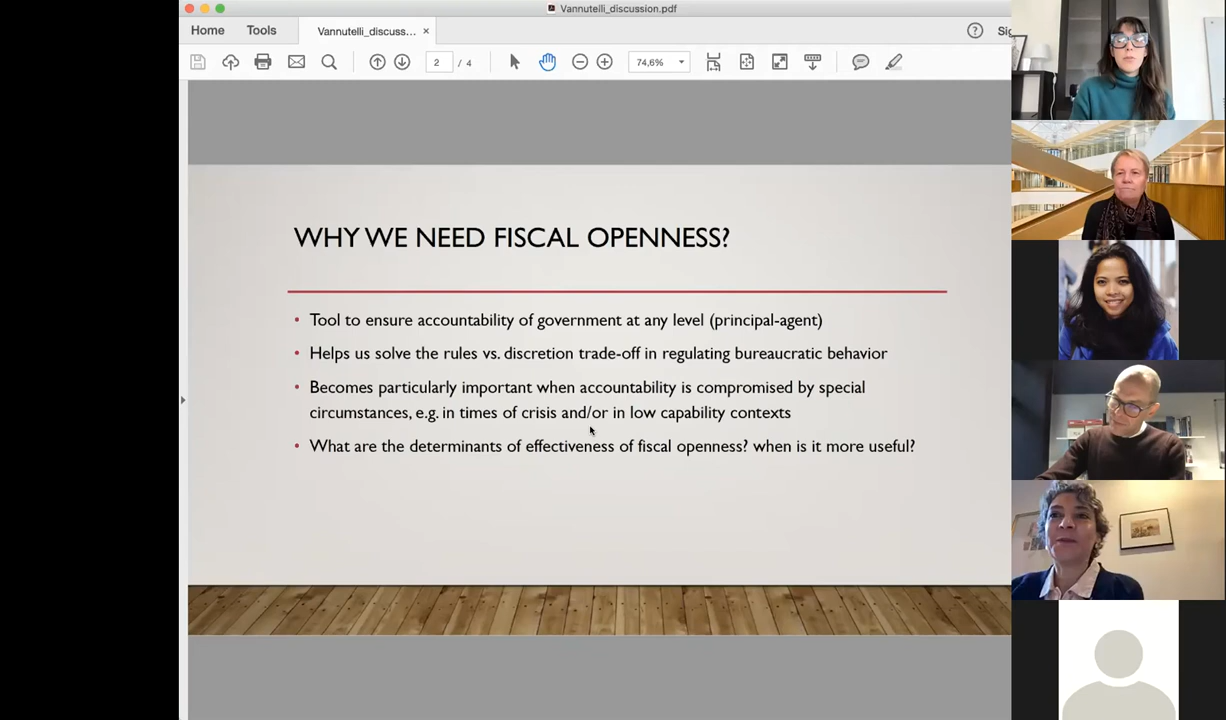 Vannutelli_discussion.pdf
Home
Tools
Vannutelli_discuss...
2 / 4
74,6%
WHY WE NEED FISCAL OPENNESS?
• Tool to ensure accountability of government at any level (principal-agent)
• Helps us solve the rules vs. discretion trade-off in regulating bureaucratic behavior
• Becomes particularly important when accountability is compromised by special
circumstances, e.g. in times of crisis and/or in low capability contexts
• What are the determinants of effectiveness of fiscal openness? when is it more useful?